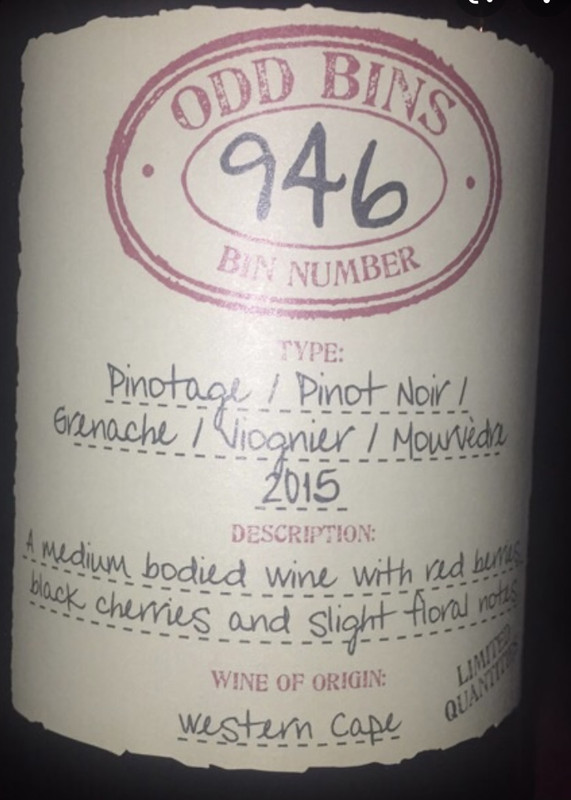 ODD BINS
946
BIN NUMBER
TYPE:
Pinotage / Pinot Noir /
Grenache / Viognier / Mourvèdre
2015
DESCRIPTION:
A medium bodied wine with red berries,
black cherries and slight floral notes
WINE OF ORIGIN:
Western Cape
LIMITED
QUANTITIES